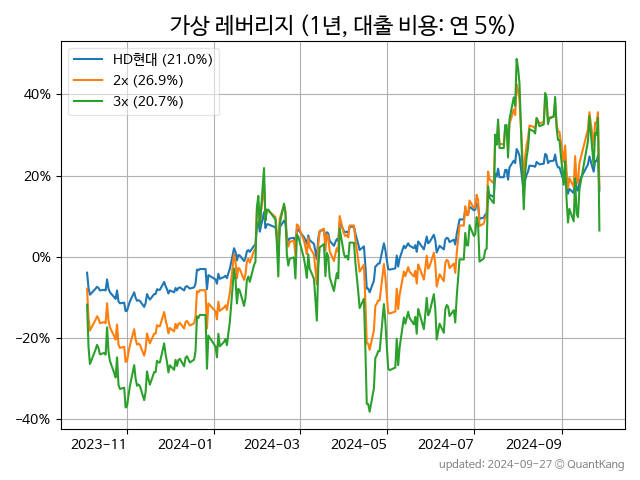 가상 레버리지 (1년, 대출 비용: 연 5%)
HD현대 (21.0%)
2x (26.9%)
3x (20.7%)
40%
20%
0%
−20%
−40%
2023-11
2024-01
2024-03
2024-05
2024-07
2024-09
updated: 2024-09-27 © QuantKang